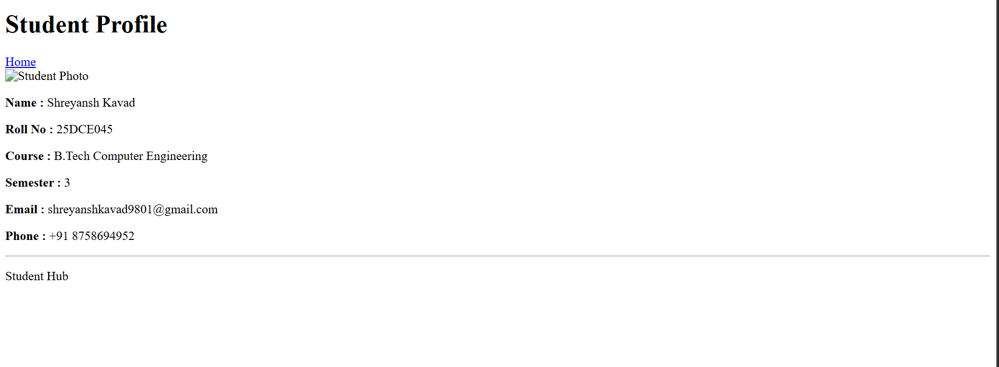 Student Profile
Home
Student Photo
Name : Shreyansh Kavad
Roll No : 25DCE045
Course : B.Tech Computer Engineering
Semester : 3
Email : shreyanshkavad9801@gmail.com
Phone : +91 8758694952
Student Hub